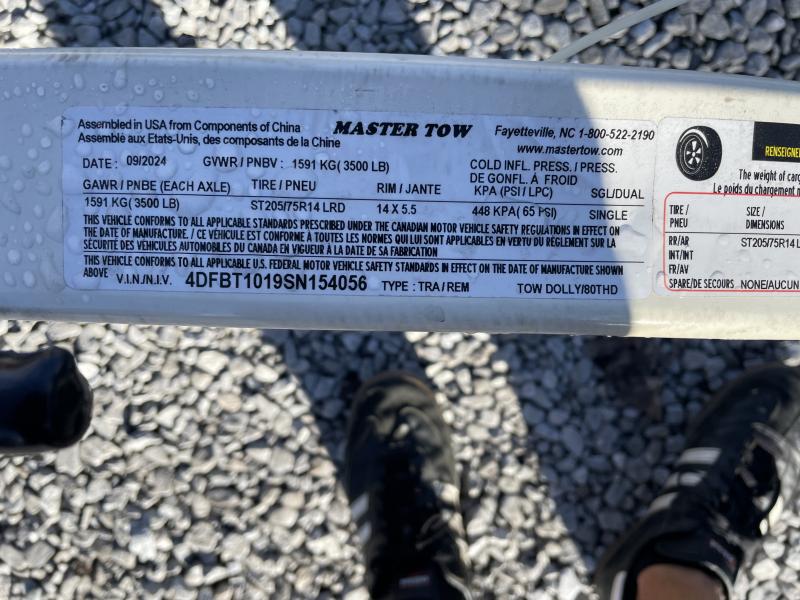 Assembled in USA from Components of China
Assemblé aux Etats-Unis, des composants de la Chine
MASTER TOW
Fayetteville, NC 1-800-522-2190
www.mastertow.com
DATE : 09/2024 GVWR / PNBV : 1591 KG( 3500 LB)
COLD INFL. PRESS./ PRESS.
DE GONFL. À FROID
GAWR / PNBE (EACH AXLE) TIRE / PNEU RIM / JANTE KPA (PSI / LPC) SGL/DUAL
1591 KG(3500 LB) ST205/75R14 LRD 14 X 5.5 448 KPA( 65 PSI) SINGLE
THIS VEHICLE CONFORMS TO ALL APPLICABLE STANDARDS PRESCRIBED UNDER THE CANADIAN MOTOR VEHICLE SAFETY REGULATIONS IN EFFECT ON
THE DATE OF MANUFACTURE. / CE VÉHICULE EST CONFORME À TOUTES LES NORMES QUI LUI SONT APPLICABLES EN VERTU DU RÈGLEMENT SUR LA
SÉCURITÉ DES VÉHICULES AUTOMOBILES DU CANADA EN VIGUEUR À LA DATE DE SA FABRICATION
THIS VEHICLE CONFORMS TO ALL APPLICABLE U.S. FEDERAL MOTOR VEHICLE SAFETY STANDARDS IN EFFECT ON THE DATE OF MANUFACTURE SHOWN
ABOVE V.I.N./N.I.V. 4DFBT1019SN154056 TYPE : TRA / REM TOW DOLLY/80THD
The weight of
Le poids du chargement
TIRE / SIZE /
PNEU DIMENSIONS
RR/AR ST205/75R14
INT/INT
FR/AV
SPARE/DE SECOURS NONE/AUCUN